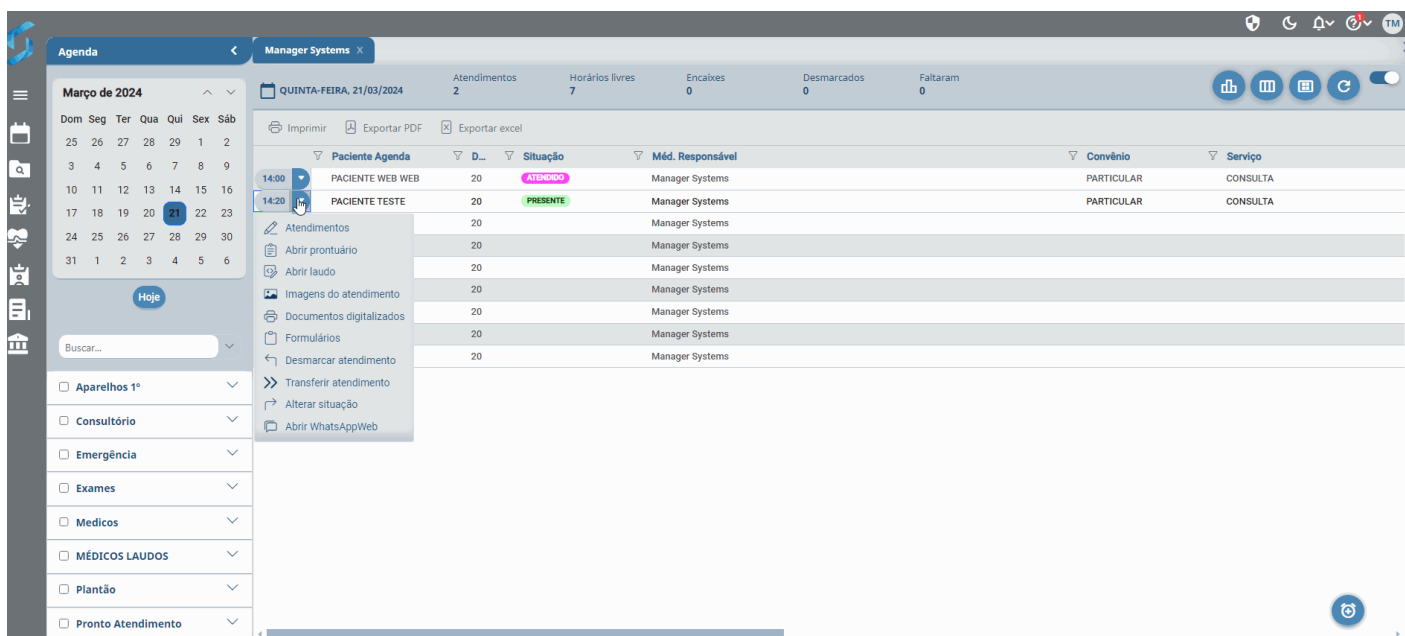 1
TM
Agenda
Manager Systems X
Março de 2024
Dom Seg Ter Qua Qui Sex Sáb
25 26 27 28 29 1 2
3 4 5 6 7 8 9
10 11 12 13 14 15 16
17 18 19 20 21 22 23
24 25 26 27 28 29 30
31 1 2 3 4 5 6
Hoje
Buscar...
Aparelhos 1º
Consultório
Emergência
Exames
Medicos
MÉDICOS LAUDOS
Plantão
Pronto Atendimento
QUINTA-FEIRA, 21/03/2024
Atendimentos Horários livres Encaixes Desmarcados Faltaram
2 7 0 0 0
Imprimir Exportar PDF Exportar excel
Paciente Agenda D... Situação Méd. Responsável Convênio Serviço
14:00 PACIENTE WEB WEB 20 ATENDIDO Manager Systems PARTICULAR CONSULTA
14:20 PACIENTE TESTE 20 PRESENTE Manager Systems PARTICULAR CONSULTA
20 Manager Systems
20 Manager Systems
20 Manager Systems
20 Manager Systems
20 Manager Systems
20 Manager Systems
20 Manager Systems
Atendimentos
Abrir prontuário
Abrir laudo
Imagens do atendimento
Documentos digitalizados
Formulários
Desmarcar atendimento
Transferir atendimento
Alterar situação
Abrir WhatsAppWeb